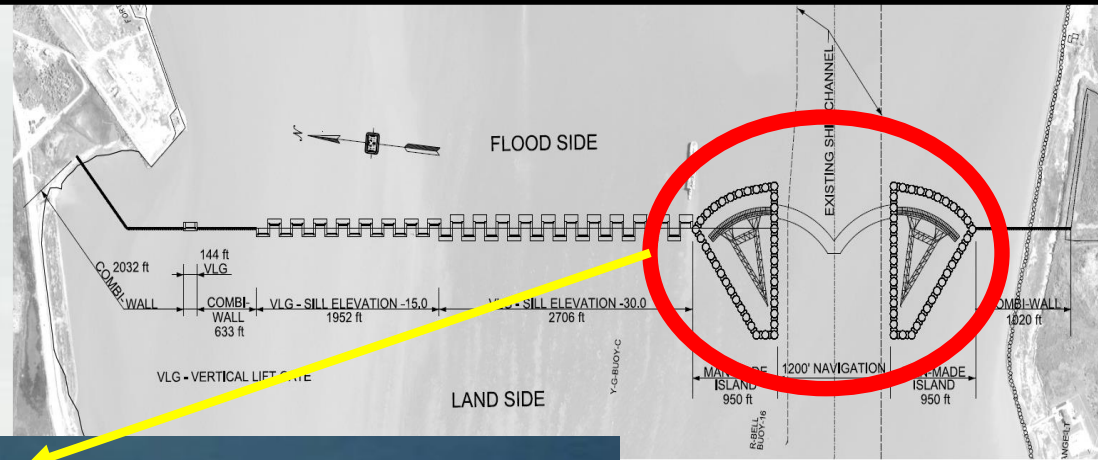 FORT
N
FLOOD SIDE
EXISTING SHIP CHANNEL
2032 ft
COMBI-WALL
144 ft
VLG
COMBI-
WALL
633 ft
VLG - SILL ELEVATION -15.0
1952 ft
SILL ELEVATION -30.0
2706 ft
VLG - VERTICAL LIFT GATE
LAND SIDE
Y-G-BUOY-C
ISLAND
950 ft
1200' NAVIGATION
ISLAND
950 ft
COMBI-WALL
1020 ft
R-BELL
BUOY-16